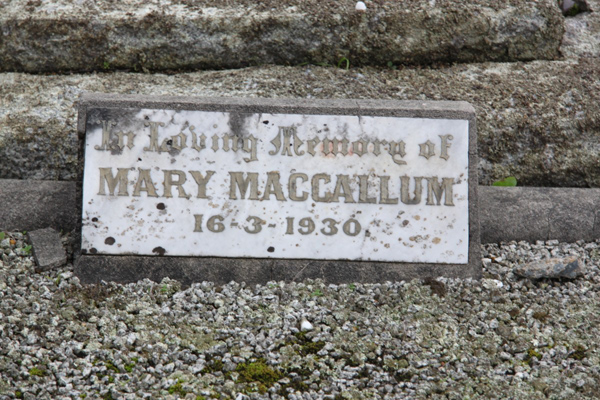 In Loving Memory of
MARY MACCALLUM
16-3-1930.